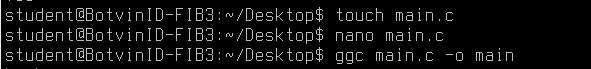 student@BotvinID-FIB3:~/Desktop$ touch main.c
student@BotvinID-FIB3:~/Desktop$ nano main.c
student@BotvinID-FIB3:~/Desktop$ ggc main.c -o main